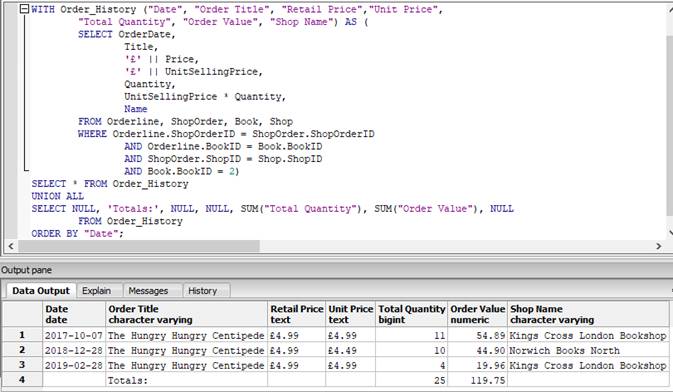 WITH Order_History ("Date", "Order Title", "Retail Price","Unit Price",
"Total Quantity", "Order Value", "Shop Name") AS (
SELECT OrderDate,
Title,
'£' || Price,
'£' || UnitSellingPrice,
Quantity,
UnitSellingPrice * Quantity,
Name
FROM Orderline, ShopOrder, Book, Shop
WHERE Orderline.ShopOrderID = ShopOrder.ShopOrderID
AND Orderline.BookID = Book.BookID
AND ShopOrder.ShopID = Shop.ShopID
AND Book.BookID = 2)
SELECT * FROM Order_History
UNION ALL
SELECT NULL, 'Totals:', NULL, NULL, SUM("Total Quantity"), SUM("Order Value"), NULL
FROM Order_History
ORDER BY "Date";
Output pane
Data Output Explain Messages History
Date Order Title Retail Price Unit Price Total Quantity Order Value Shop Name
date character varying text text bigint numeric character varying
1 2017-10-07 The Hungry Hungry Centipede £4.99 £4.99 11 54.89 Kings Cross London Bookshop
2 2018-12-28 The Hungry Hungry Centipede £4.99 £4.49 10 44.90 Norwich Books North
3 2019-02-28 The Hungry Hungry Centipede £4.99 £4.99 4 19.96 Kings Cross London Bookshop
4 Totals: 25 119.75